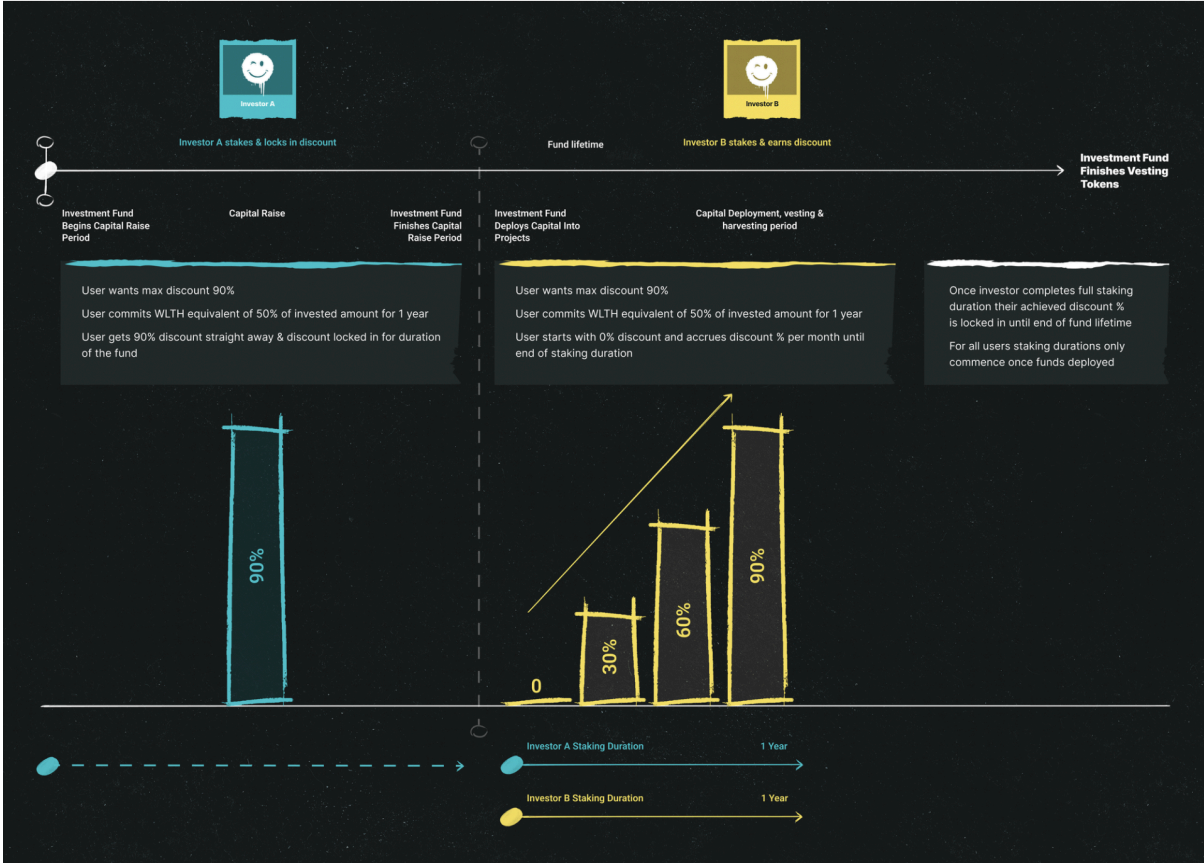 Investor A
Investor B
Investor A stakes & locks in discount
Fund lifetime
Investor B stakes & earns discount
Investment Fund
Finishes Vesting
Tokens
Investment Fund
Begins Capital Raise
Period
Capital Raise
Investment Fund
Finishes Capital
Raise Period
Investment Fund
Deploys Capital Into
Projects
Capital Deployment, vesting &
harvesting period
User wants max discount 90%
User commits WLTH equivalent of 50% of invested amount for 1 year
User gets 90% discount straight away & discount locked in for duration
of the fund
User wants max discount 90%
User commits WLTH equivalent of 50% of invested amount for 1 year
User starts with 0% discount and accrues discount % per month until
end of staking duration
Once investor completes full staking
duration their achieved discount %
is locked in until end of fund lifetime
For all users staking durations only
commence once funds deployed
90%
0
30%
60%
90%
Investor A Staking Duration
1 Year
Investor B Staking Duration
1 Year